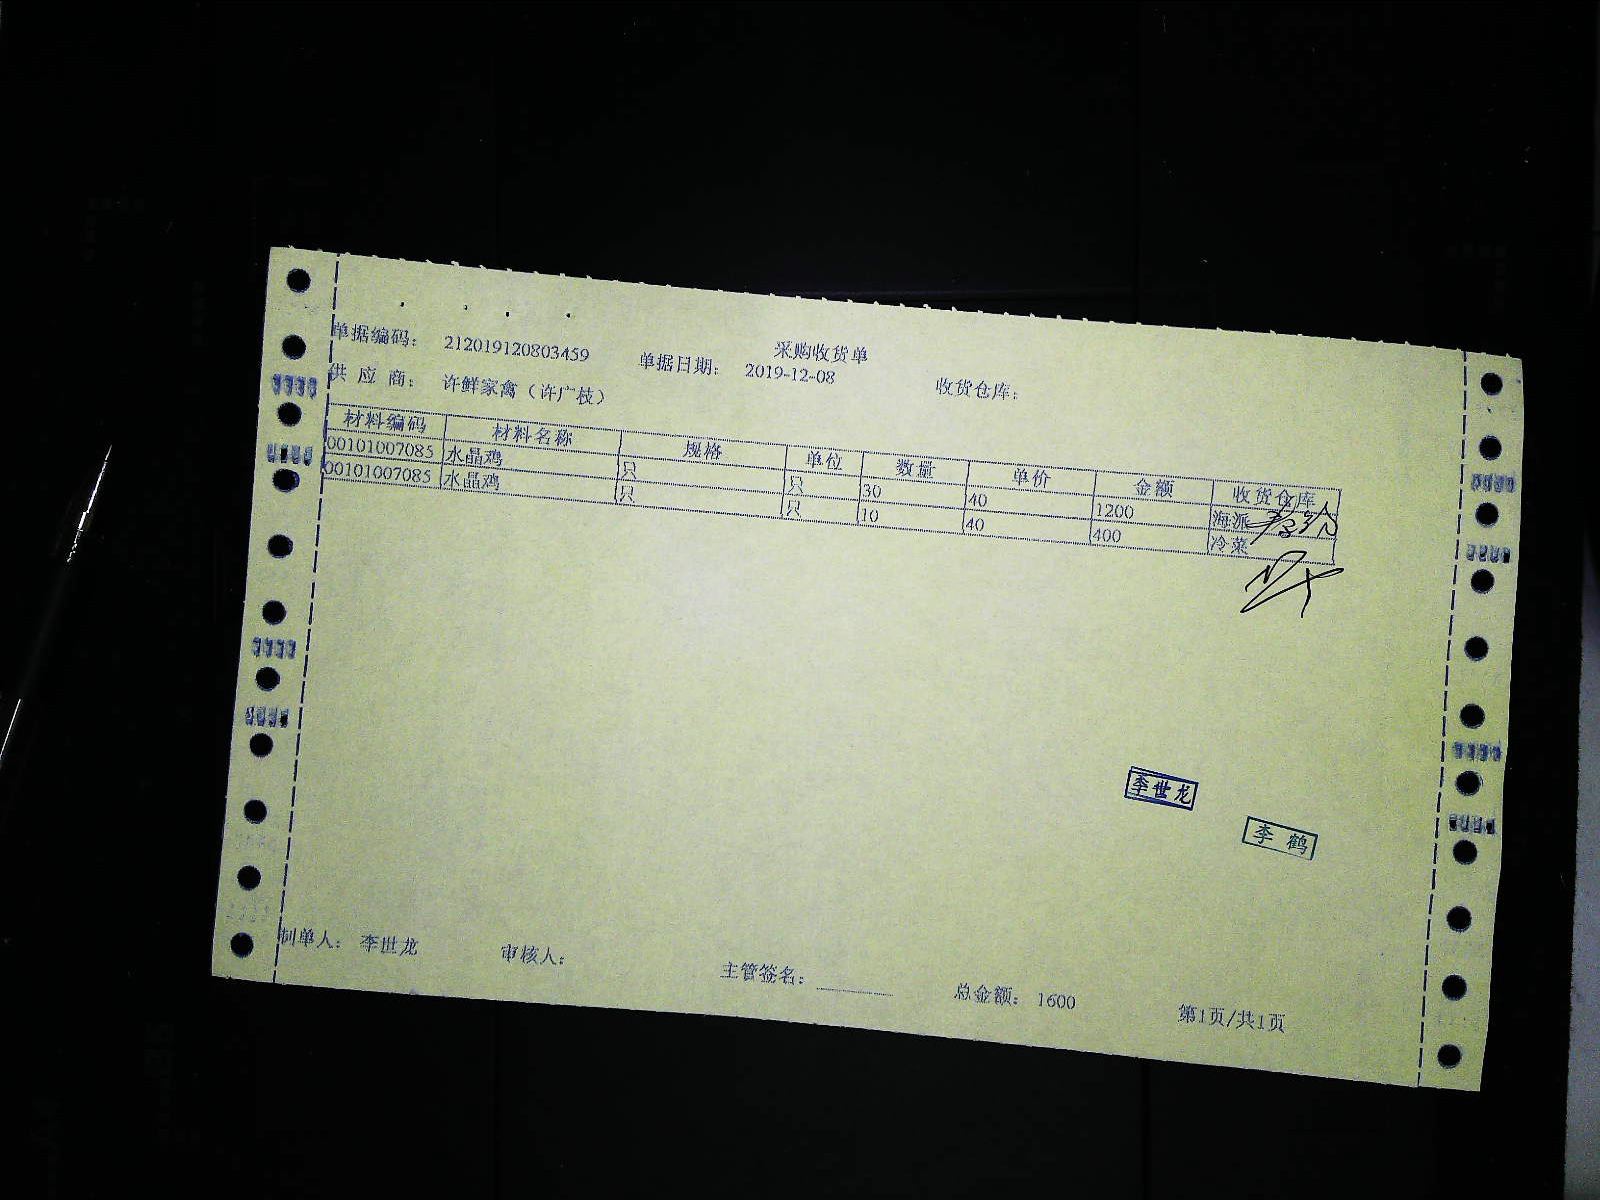 采购收货单
单据编码： 212019120803459 单据日期： 2019-12-08 收货仓库：
供应商： 许鲜家禽（许广枝）
材料编码 材料名称 规格 单位 数量 单价 金额 收货仓库
00101007085 水晶鸡 只 只 30 40 1200 海派
00101007085 水晶鸡 只 只 10 40 400 冷菜
李世龙
李鹤
制单人： 李世龙 审核人： 主管签名： 总金额： 1600 第1页/共1页